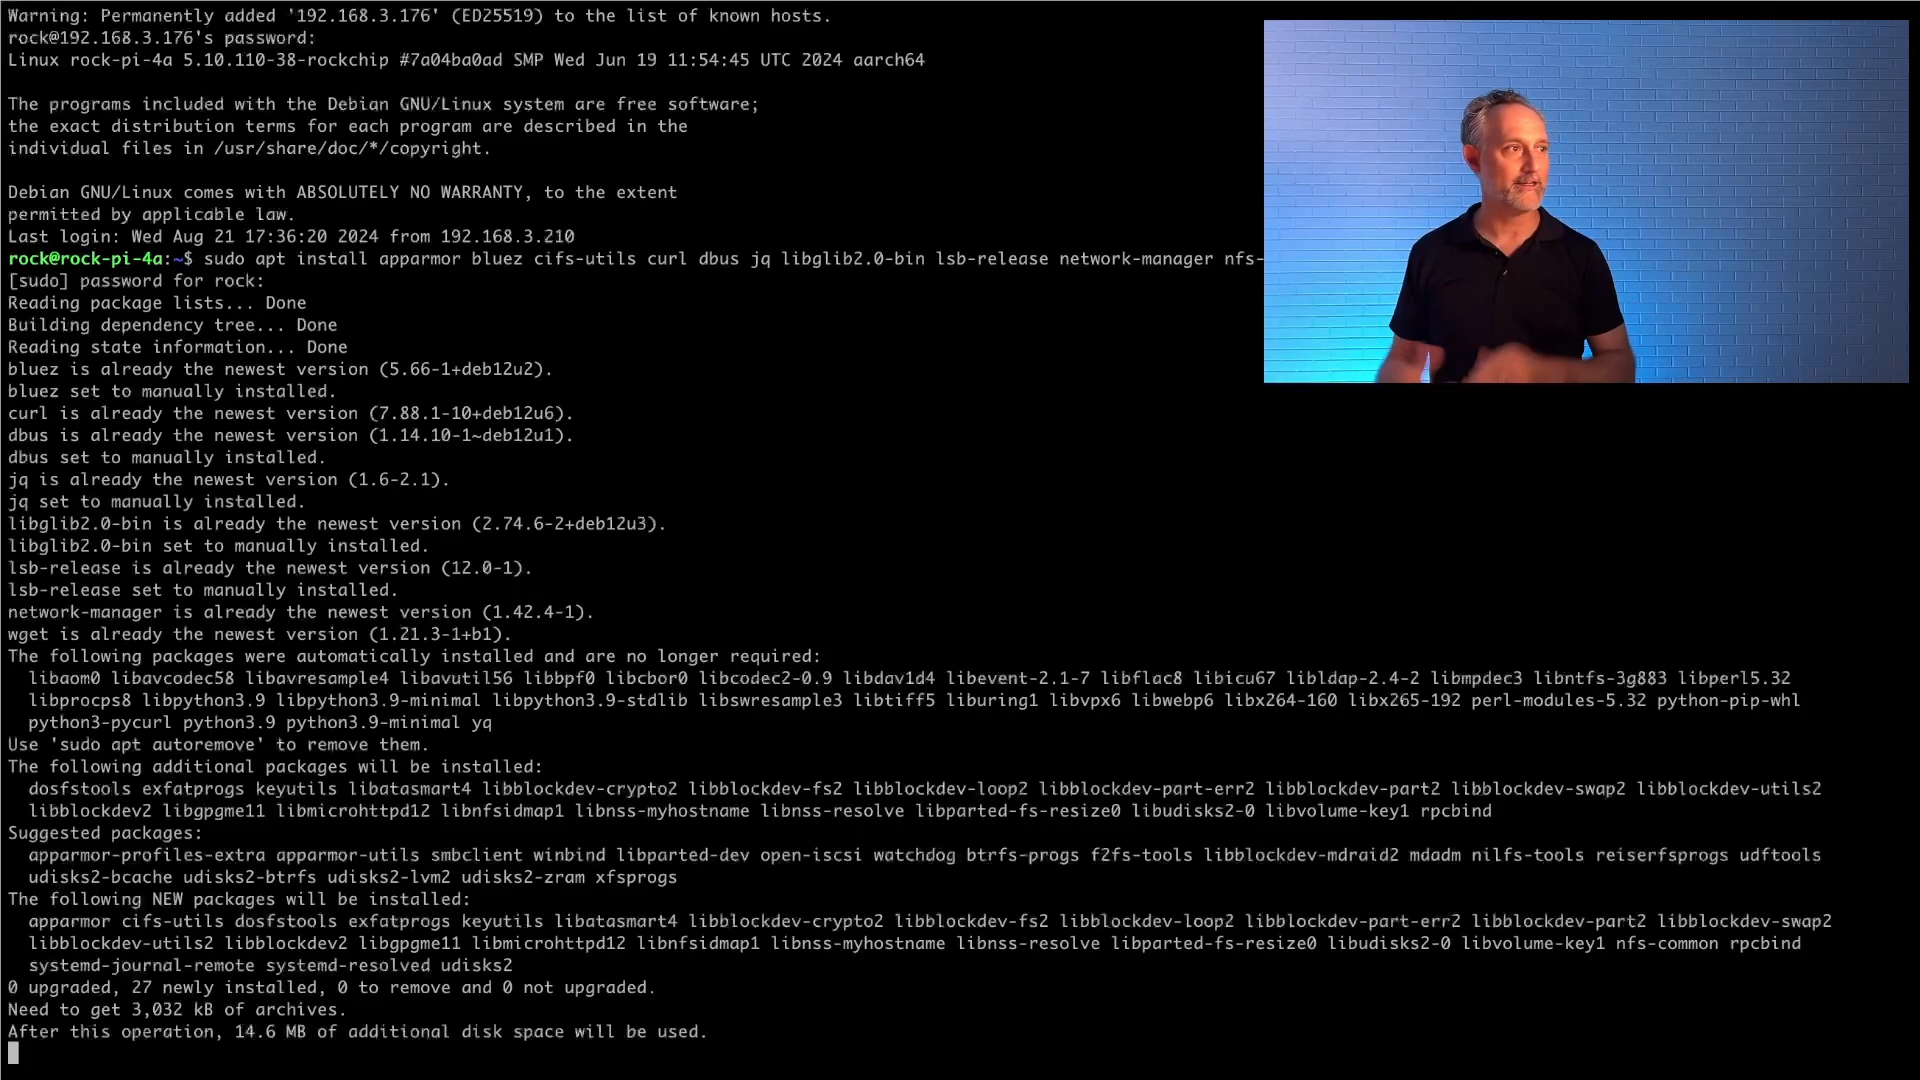 Warning: Permanently added '192.168.3.176' (ED25519) to the list of known hosts.
rock@192.168.3.176's password:
Linux rock-pi-4a 5.10.110-38-rockchip #7a04ba0ad SMP Wed Jun 19 11:54:45 UTC 2024 aarch64
The programs included with the Debian GNU/Linux system are free software;
the exact distribution terms for each program are described in the
individual files in /usr/share/doc/*/copyright.
Debian GNU/Linux comes with ABSOLUTELY NO WARRANTY, to the extent
permitted by applicable law.
Last login: Wed Aug 21 17:36:20 2024 from 192.168.3.210
rock@rock-pi-4a:~$ sudo apt install apparmor bluez cifs-utils curl dbus jq libglib2.0-bin lsb-release network-manager nfs-
[sudo] password for rock:
Reading package lists... Done
Building dependency tree... Done
Reading state information... Done
bluez is already the newest version (5.66-1+deb12u2).
bluez set to manually installed.
curl is already the newest version (7.88.1-10+deb12u6).
dbus is already the newest version (1.14.10-1~deb12u1).
dbus set to manually installed.
jq is already the newest version (1.6-2.1).
jq set to manually installed.
libglib2.0-bin is already the newest version (2.74.6-2+deb12u3).
libglib2.0-bin set to manually installed.
lsb-release is already the newest version (12.0-1).
lsb-release set to manually installed.
network-manager is already the newest version (1.42.4-1).
wget is already the newest version (1.21.3-1+b1).
The following packages were automatically installed and are no longer required:
libaom0 libavcodec58 libavresample4 libavutil56 libbpf0 libcbor0 libcodec2-0.9 libdav1d4 libevent-2.1-7 libflac8 libicu67 libldap-2.4-2 libmpdec3 libntfs-3g883 libperl5.32
libprocps8 libpython3.9 libpython3.9-minimal libpython3.9-stdlib libswresample3 libtiff5 liburing1 libvpx6 libwebp6 libx264-160 libx265-192 perl-modules-5.32 python-pip-whl
python3-pycurl python3.9 python3.9-minimal yq
Use 'sudo apt autoremove' to remove them.
The following additional packages will be installed:
dosfstools exfatprogs keyutils libatasmart4 libblockdev-crypto2 libblockdev-fs2 libblockdev-loop2 libblockdev-part-err2 libblockdev-part2 libblockdev-swap2 libblockdev-utils2
libblockdev2 libgpgme11 libmicrohttpd12 libnfsidmap1 libnss-myhostname libnss-resolve libparted-fs-resize0 libudisks2-0 libvolume-key1 rpcbind
Suggested packages:
apparmor-profiles-extra apparmor-utils smbclient winbind libparted-dev open-iscsi watchdog btrfs-progs f2fs-tools libblockdev-mdraid2 mdadm nilfs-tools reiserfsprogs udftools
udisks2-bcache udisks2-btrfs udisks2-lvm2 udisks2-zram xfsprogs
The following NEW packages will be installed:
apparmor cifs-utils dosfstools exfatprogs keyutils libatasmart4 libblockdev-crypto2 libblockdev-fs2 libblockdev-loop2 libblockdev-part-err2 libblockdev-part2 libblockdev-swap2
libblockdev-utils2 libblockdev2 libgpgme11 libmicrohttpd12 libnfsidmap1 libnss-myhostname libnss-resolve libparted-fs-resize0 libudisks2-0 libvolume-key1 nfs-common rpcbind
systemd-journal-remote systemd-resolved udisks2
0 upgraded, 27 newly installed, 0 to remove and 0 not upgraded.
Need to get 3,032 kB of archives.
After this operation, 14.6 MB of additional disk space will be used.